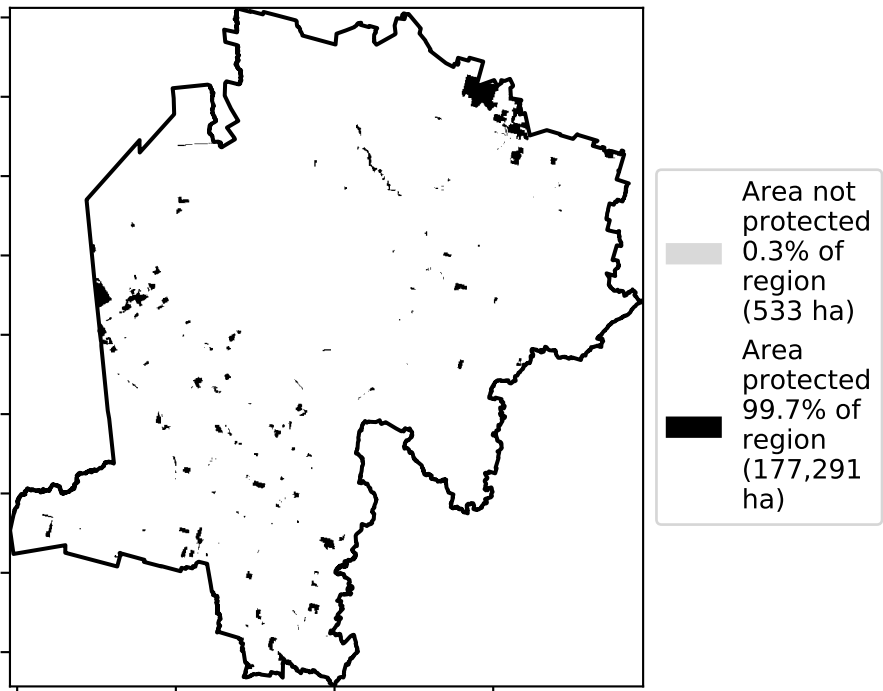 Area not
protected
0.3% of
region
(533 ha)
Area
protected
99.7% of
region
(177,291
ha)